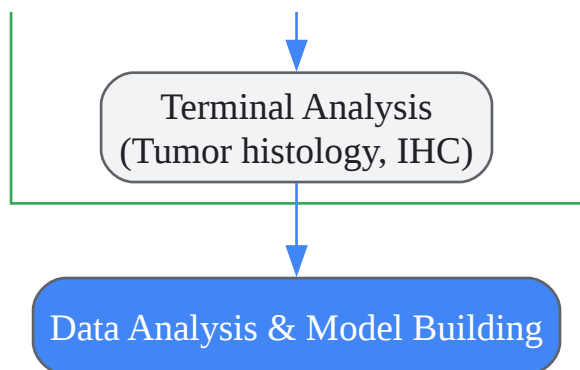 Terminal Analysis
(Tumor histology, IHC)
Data Analysis & Model Building